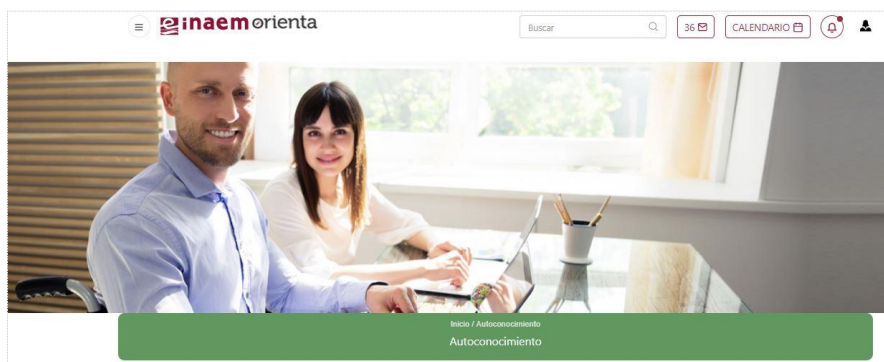 inaem orienta
Buscar
36
CALENDARIO
Inicio / Autoconocimiento
Autoconocimiento